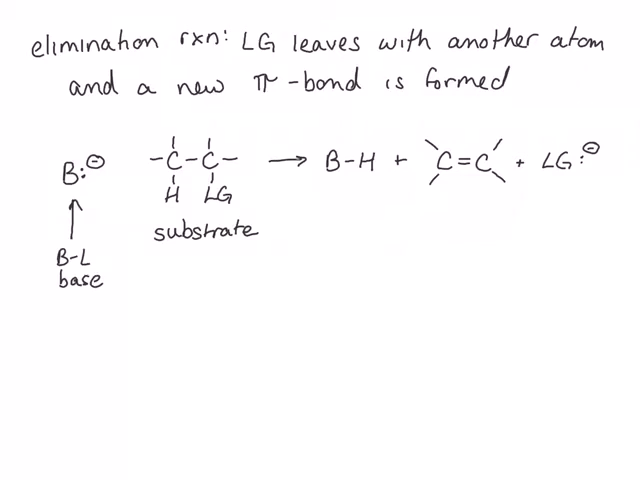 elimination rxn: LG leaves with another atom
and a new π-bond is formed
B:⊖ -C-C- → B-H + C=C + LG:⊖
H LG
substrate
B-L
base